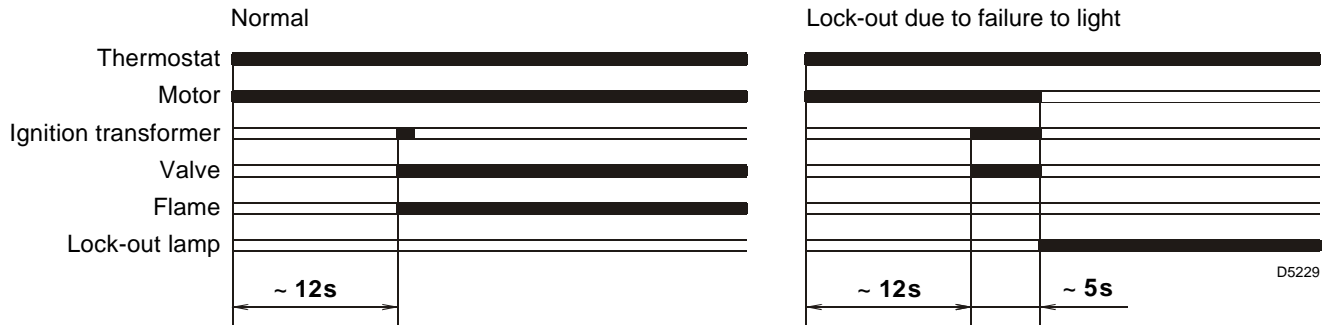 Normal
Lock-out due to failure to light
Thermostat
Motor
Ignition transformer
Valve
Flame
Lock-out lamp
D5229
~ 12s
~ 12s
~ 5s